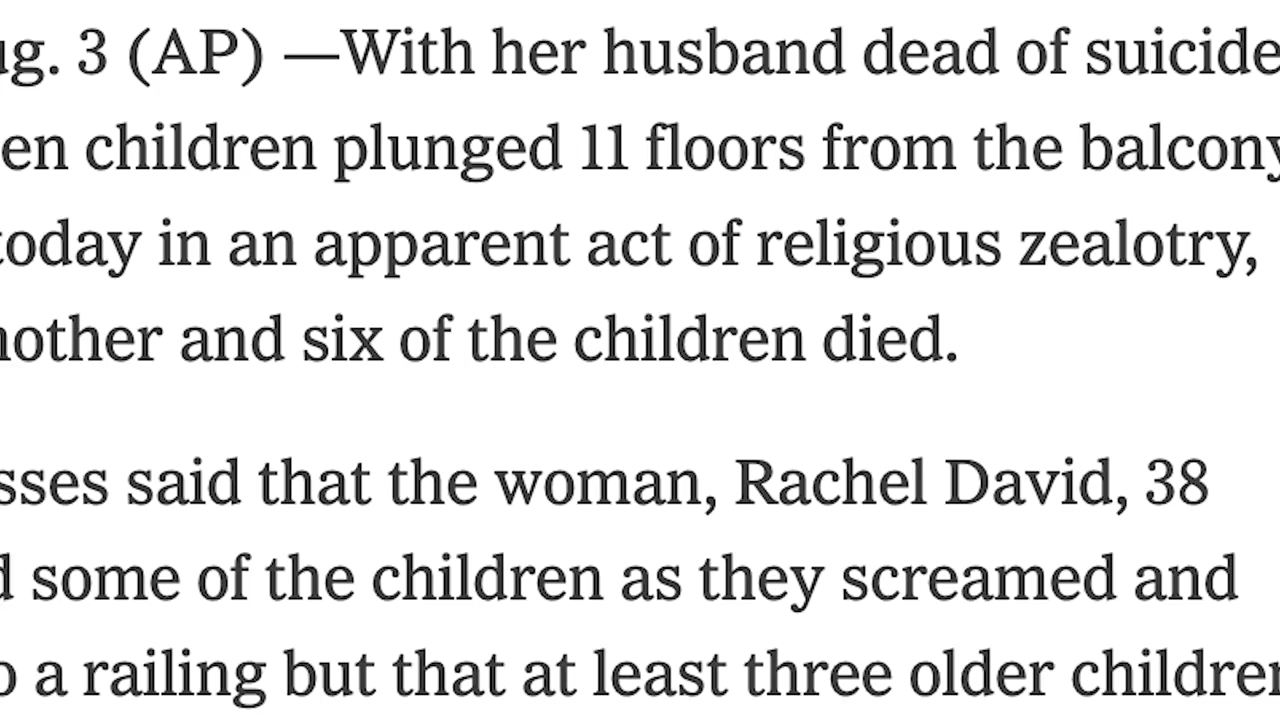 ug. 3 (AP) —With her husband dead of suicide
en children plunged 11 floors from the balcony
today in an apparent act of religious zealotry,
mother and six of the children died.
sses said that the woman, Rachel David, 38
d some of the children as they screamed and
o a railing but that at least three older children